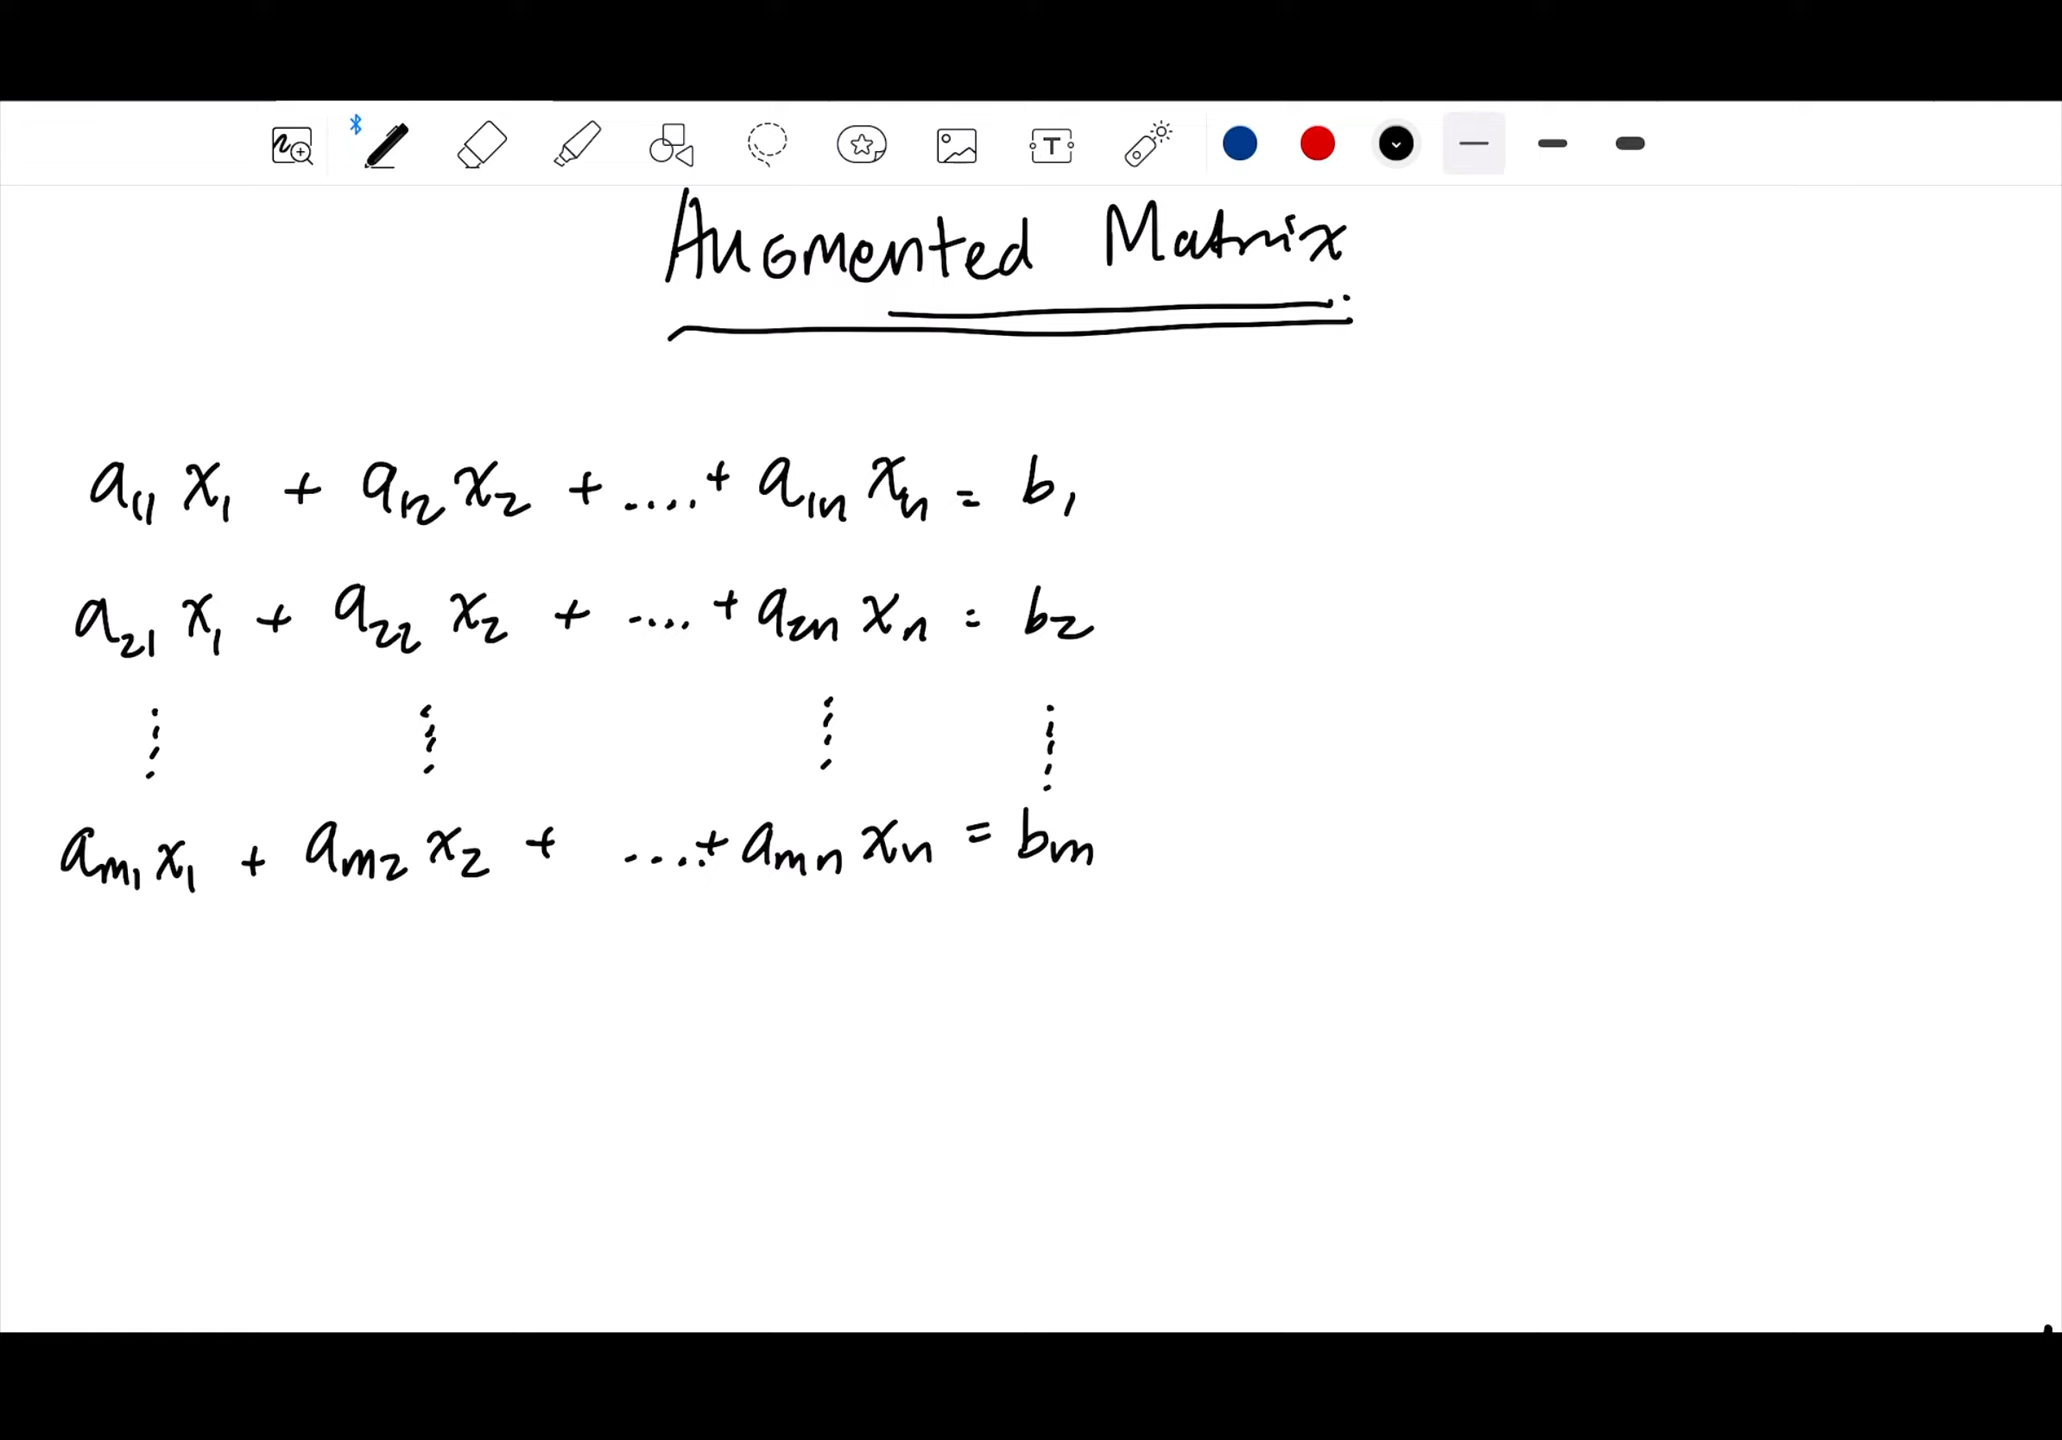 Augmented Matrix
a₁₁ x₁ + a₁₂ x₂ + ....+ a₁ₙ xₙ = b₁
a₂₁ x₁ + a₂₂ x₂ + .... + a₂ₙ xₙ = b₂
⋮ ⋮ ⋮ ⋮
aₘ₁ x₁ + aₘ₂ x₂ + ....+ aₘₙ xₙ = bₘ